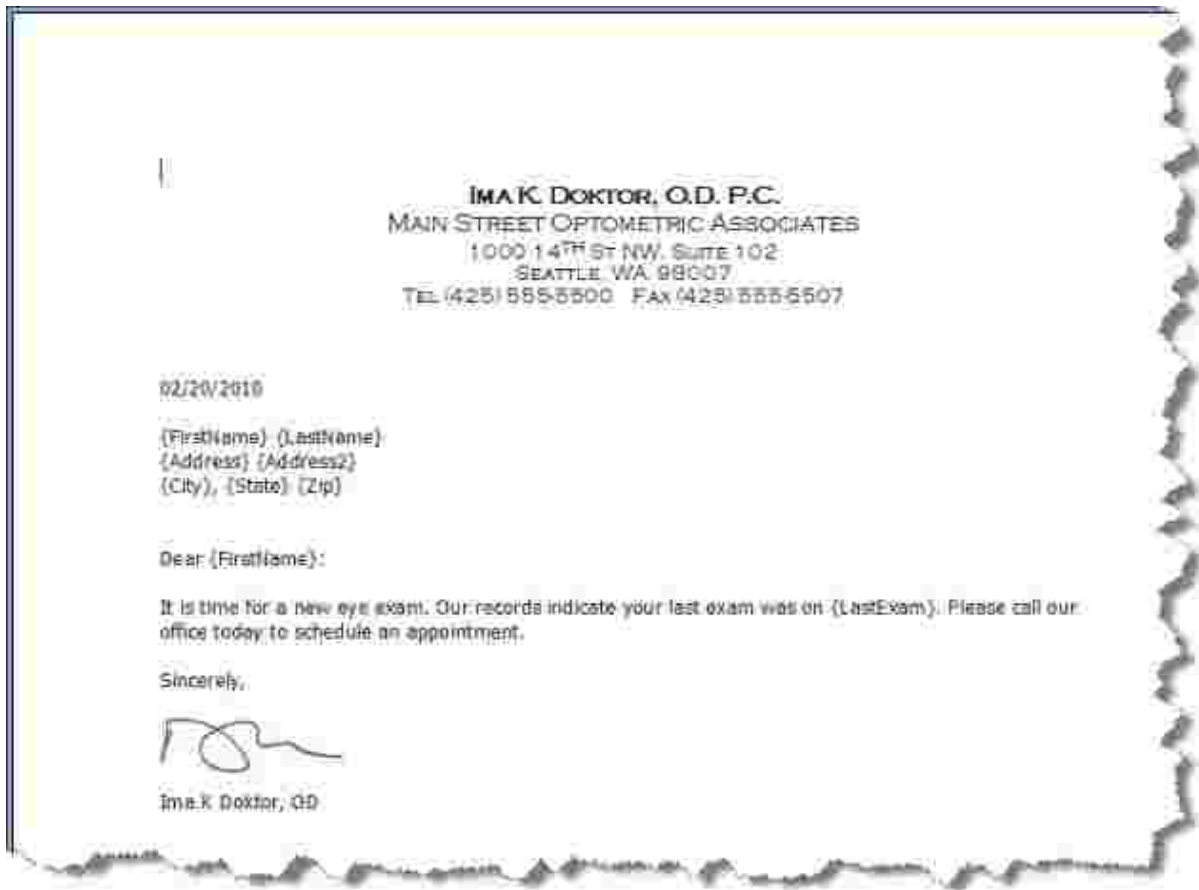 IMA K. DOKTOR, O.D. P.C.
MAIN STREET OPTOMETRIC ASSOCIATES
1000 14TH ST NW, SUITE 102
SEATTLE, WA 98007
TEL (425) 555-5500 FAX (425) 555-5507
02/20/2010
{FirstName} {LastName}
{Address} {Address2}
{City}, {State} {Zip}
Dear {FirstName}:
It is time for a new eye exam. Our records indicate your last exam was on {LastExam}. Please call our
office today to schedule an appointment.
Sincerely,
Ima K Doktor, OD